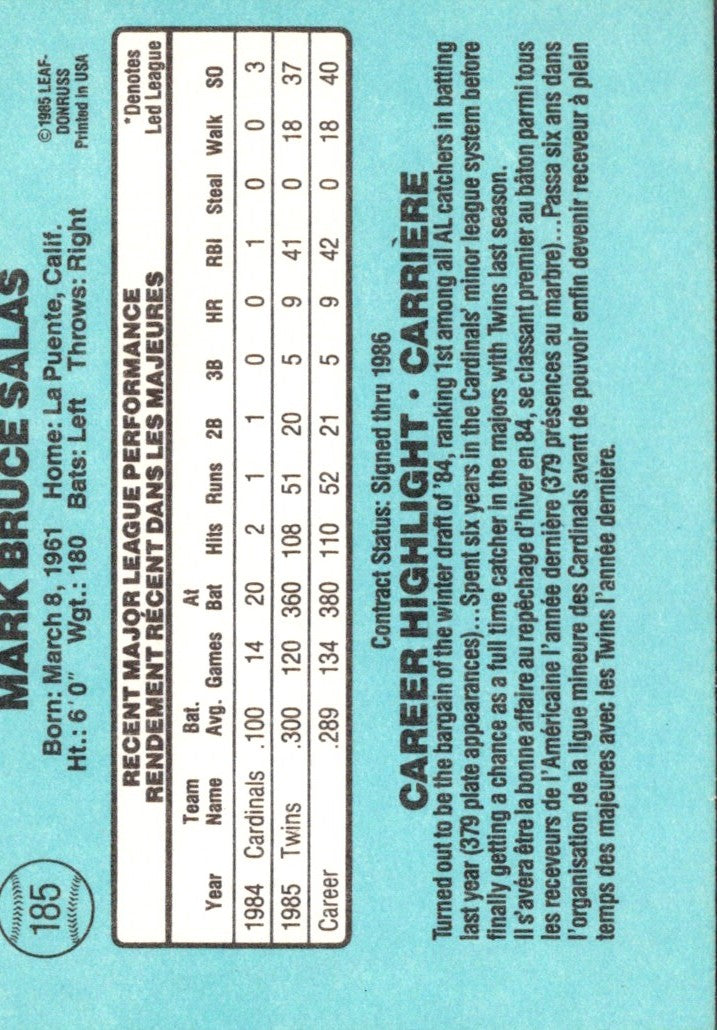 185
MARK BRUCE SALAS
Born: March 8, 1961 Home: La Puente, Calif.
Ht.: 6'0" Wgt.: 180 Bats: Left Throws: Right
© 1985 LEAF-
DONRUSS
Printed in USA
RECENT MAJOR LEAGUE PERFORMANCE
RENDEMENT RÉCENT DANS LES MAJEURES
*Denotes
Led League
Team Bat. At
Year Name Avg. Games Bat Hits Runs 2B 3B HR RBI Steal Walk SO
1984 Cardinals .100 14 20 2 1 1 0 0 1 0 0 3
1985 Twins .300 120 360 108 51 20 5 9 41 0 18 37
Career .289 134 380 110 52 21 5 9 42 0 18 40
Contract Status: Signed thru 1986
CAREER HIGHLIGHT • CARRIÈRE
Turned out to be the bargain of the winter draft of '84, ranking 1st among all AL catchers in batting
last year (379 plate appearances)...Spent six years in the Cardinals' minor league system before
finally getting a chance as a full time catcher in the majors with Twins last season.
Il s'avéra être la bonne affaire au repêchage d'hiver en 84, se classant premier au bâton parmi tous
les receveurs de l'Américaine l'année dernière (379 présences au marbre)...Passa six ans dans
l'organisation de la ligue mineure des Cardinals avant de pouvoir enfin devenir receveur à plein
temps des majeures avec les Twins l'année dernière.